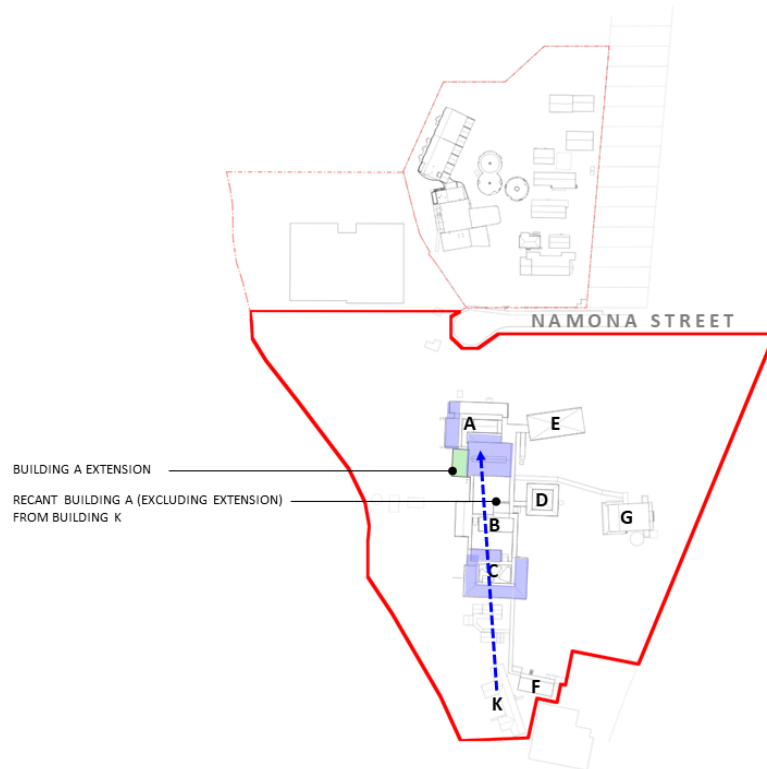 NAMONA STREET
A
E
BUILDING A EXTENSION
RECANT BUILDING A (EXCLUDING EXTENSION)
FROM BUILDING K
D
B
G
C
F
K